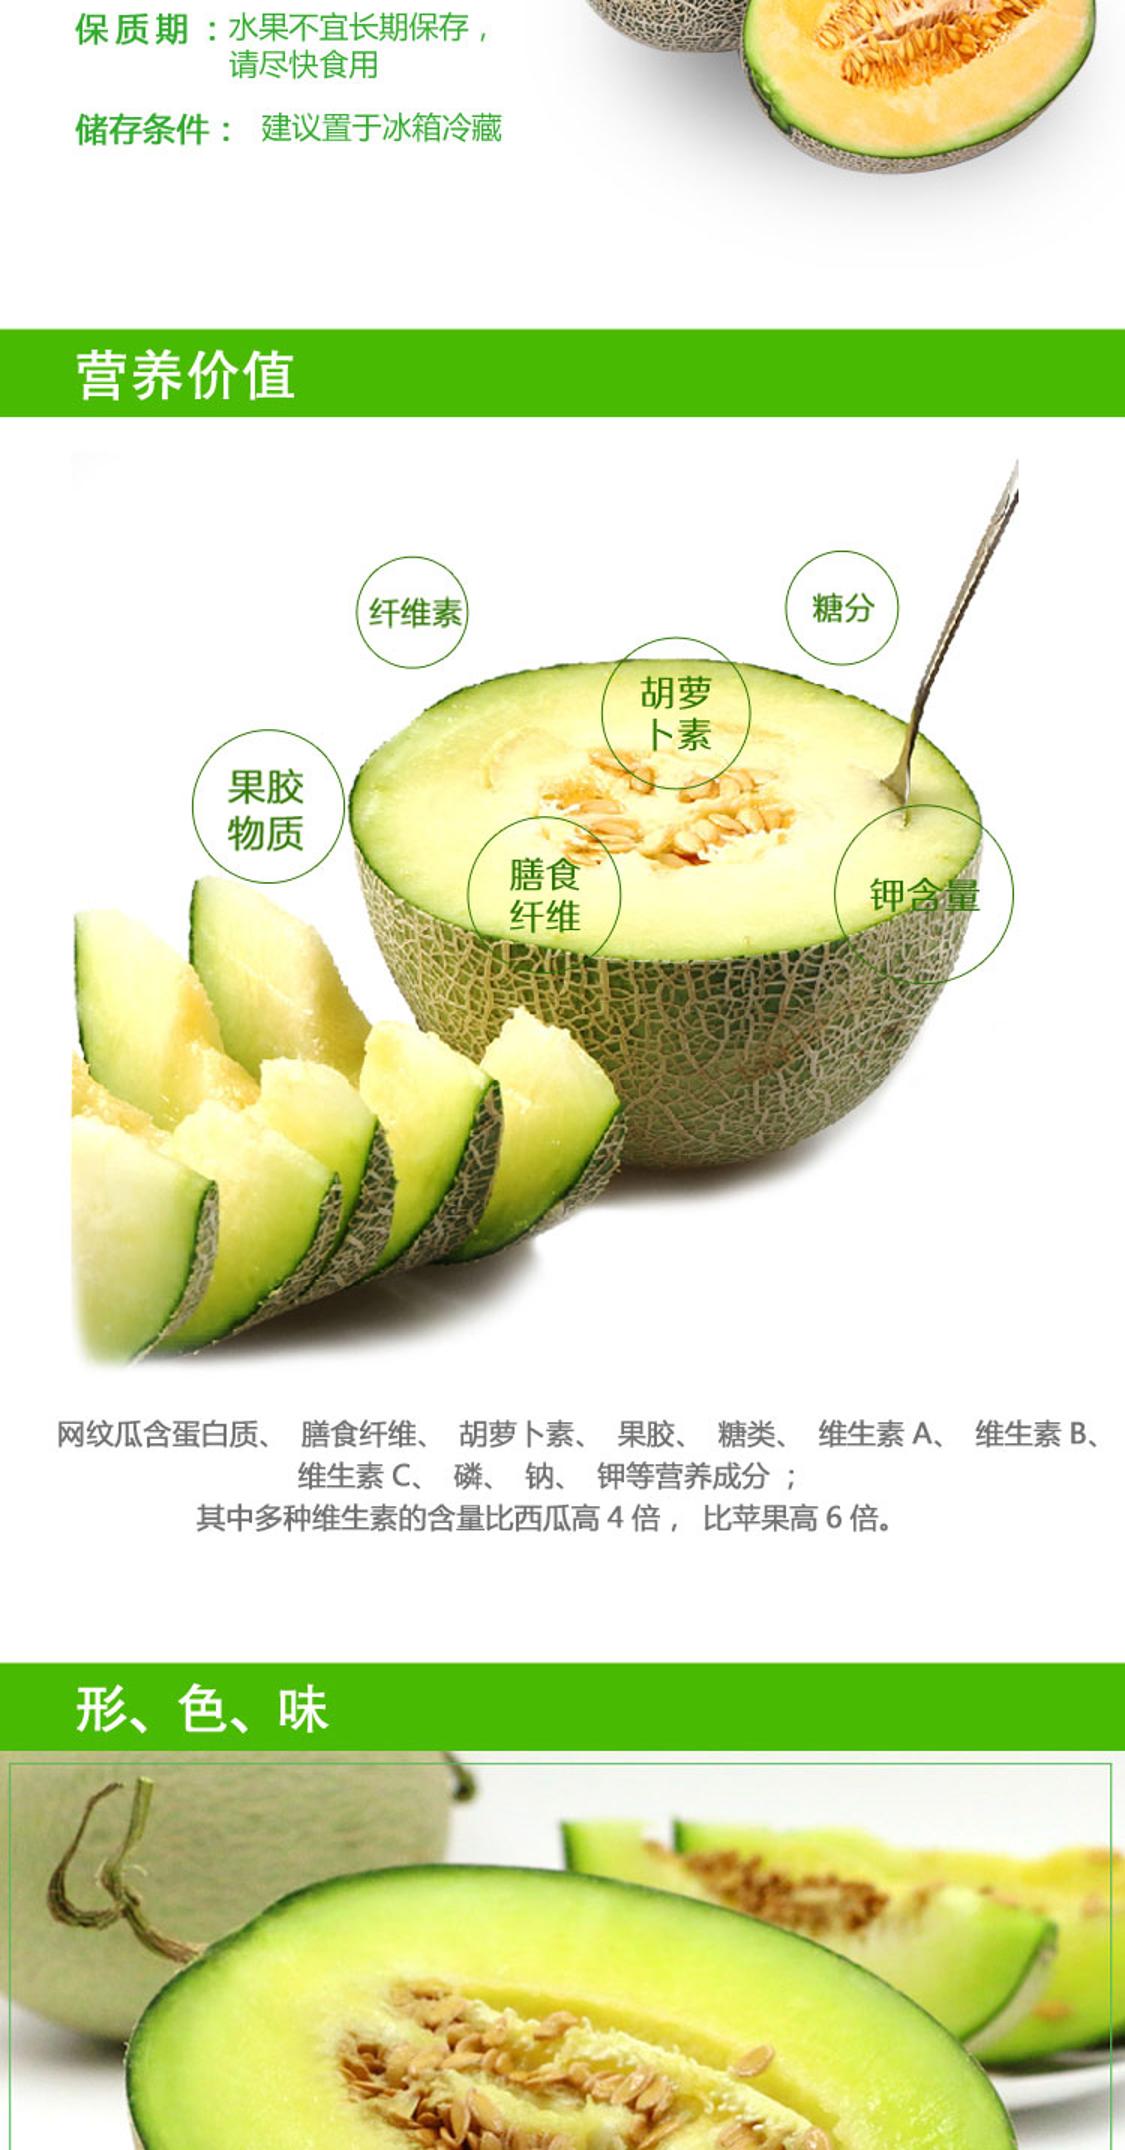 保质期：水果不宜长期保存，
请尽快食用
储存条件： 建议置于冰箱冷藏
营养价值
纤维素
糖分
胡萝
卜素
果胶
物质
膳食
纤维
钾含量
网纹瓜含蛋白质、 膳食纤维、 胡萝卜素、 果胶、 糖类、 维生素 A、 维生素 B、
维生素 C、 磷、 钠、 钾等营养成分 ；
其中多种维生素的含量比西瓜高 4 倍， 比苹果高 6 倍。
形、色、味